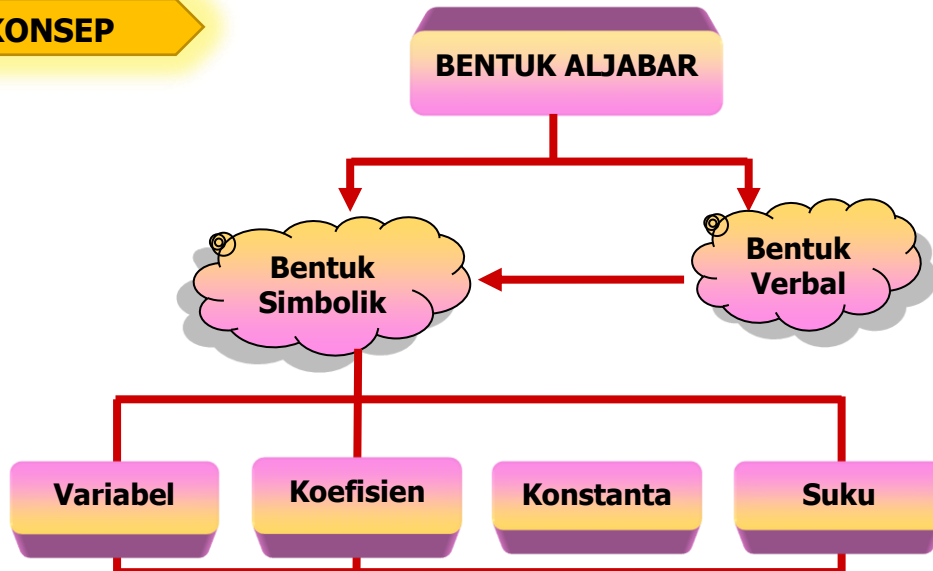 KONSEP
BENTUK ALJABAR
Bentuk
Simbolik
Bentuk
Verbal
Variabel
Koefisien
Konstanta
Suku